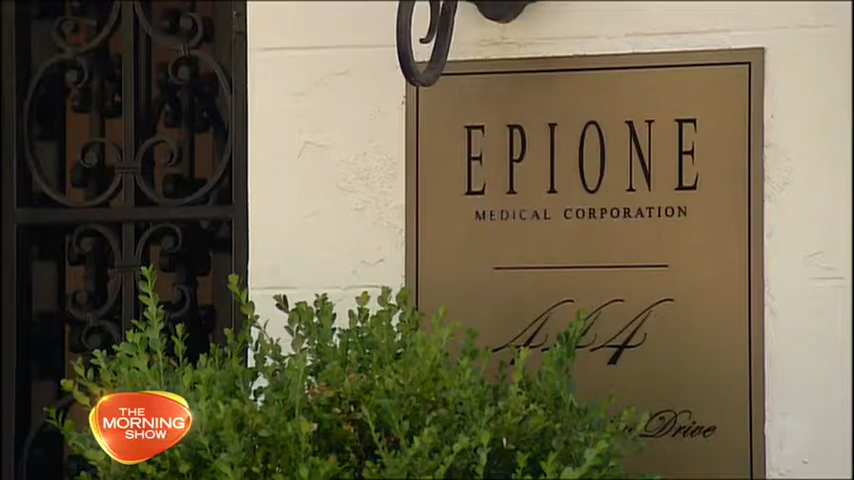 EPIONE
MEDICAL CORPORATION
444
Drive
THE
MORNING
SHOW